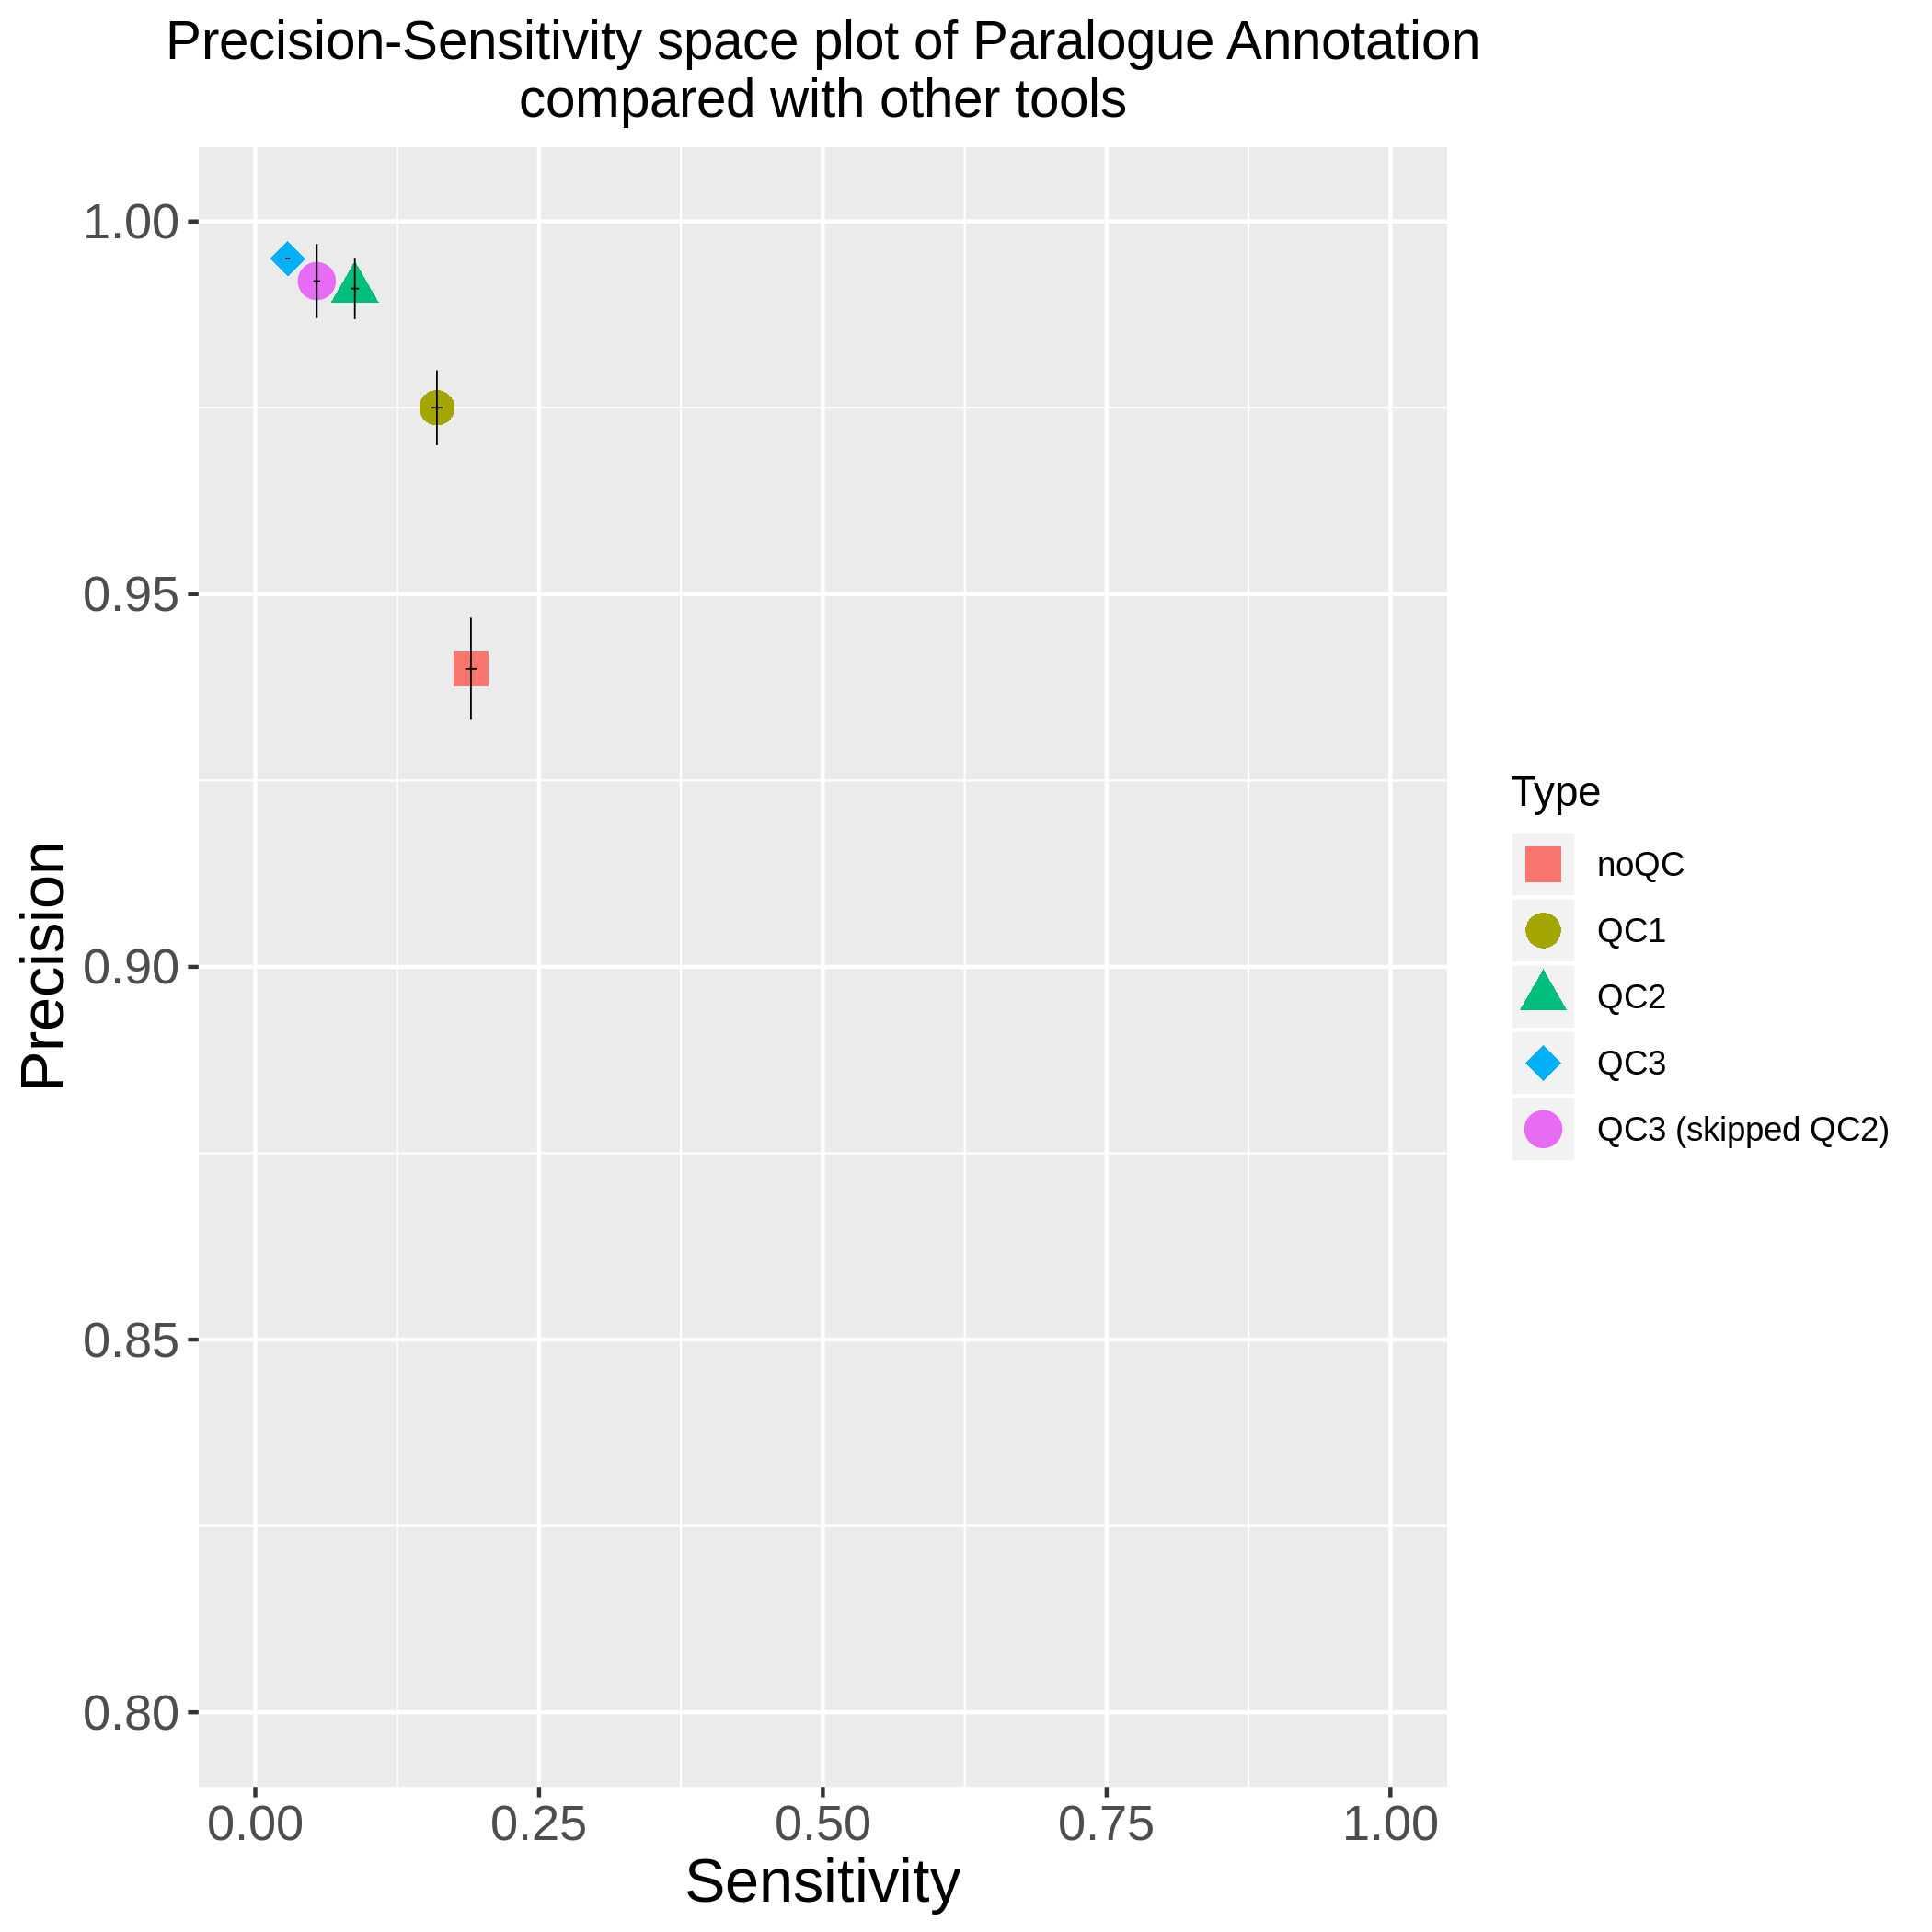 Precision-Sensitivity space plot of Paralogue Annotation
compared with other tools
1.00
0.95
0.90
0.85
0.80
Precision
0.00 0.25 0.50 0.75 1.00
Sensitivity
Type
noQC
QC1
QC2
QC3
QC3 (skipped QC2)